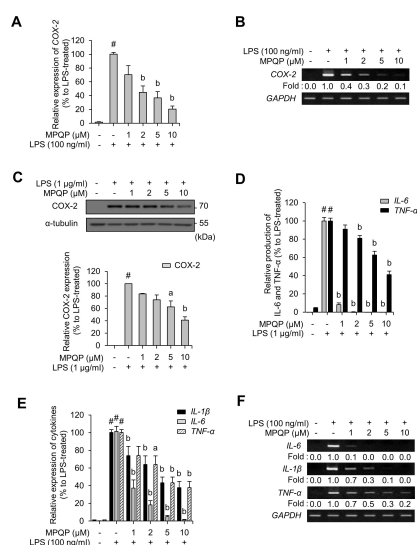 A
Relative expression of COX-2
(% to LPS-treated)
120
100
80
60
40
20
0
#
b
b
b
- - 1 2 5 10
MPQP (μM)
- + + + + +
LPS (100 ng/ml)
B
LPS (100 ng/ml) - + + + + +
MPQP (μM) - - 1 2 5 10
COX-2
Fold : 0.0 1.0 0.4 0.3 0.2 0.1
GAPDH
C
LPS (1 μg/ml) - + + + + +
MPQP (μM) - - 1 2 5 10
COX-2
70
α-tubulin
55
(kDa)
Relative COX-2 expression
(% to LPS-treated)
120
100
80
60
40
20
0
COX-2
#
a
b
MPQP (μM) - - 1 2 5 10
LPS (1 μg/ml) - + + + + +
D
Relative production of
IL-6 and TNF-α (% to LPS-treated)
120
100
80
60
40
20
0
IL-6
TNF-α
# #
b
b
b
b
b
b
b
MPQP (μM) - - 1 2 5 10
LPS (1 μg/ml) - + + + + +
E
Relative expression of cytokines
(% to LPS-treated)
120
100
80
60
40
20
0
IL-1β
IL-6
TNF-α
# # #
b
b
b
b
a
b
b
b
b
b
b
MPQP (μM) - - 1 2 5 10
LPS (100 ng/ml) - + + + + +
F
LPS (100 ng/ml) - + + + + +
MPQP (μM) - - 1 2 5 10
IL-6
Fold : 0.0 1.0 0.1 0.0 0.0 0.0
IL-1β
Fold : 0.0 1.0 0.7 0.3 0.1 0.0
TNF-α
Fold : 0.0 1.0 0.7 0.5 0.3 0.2
GAPDH